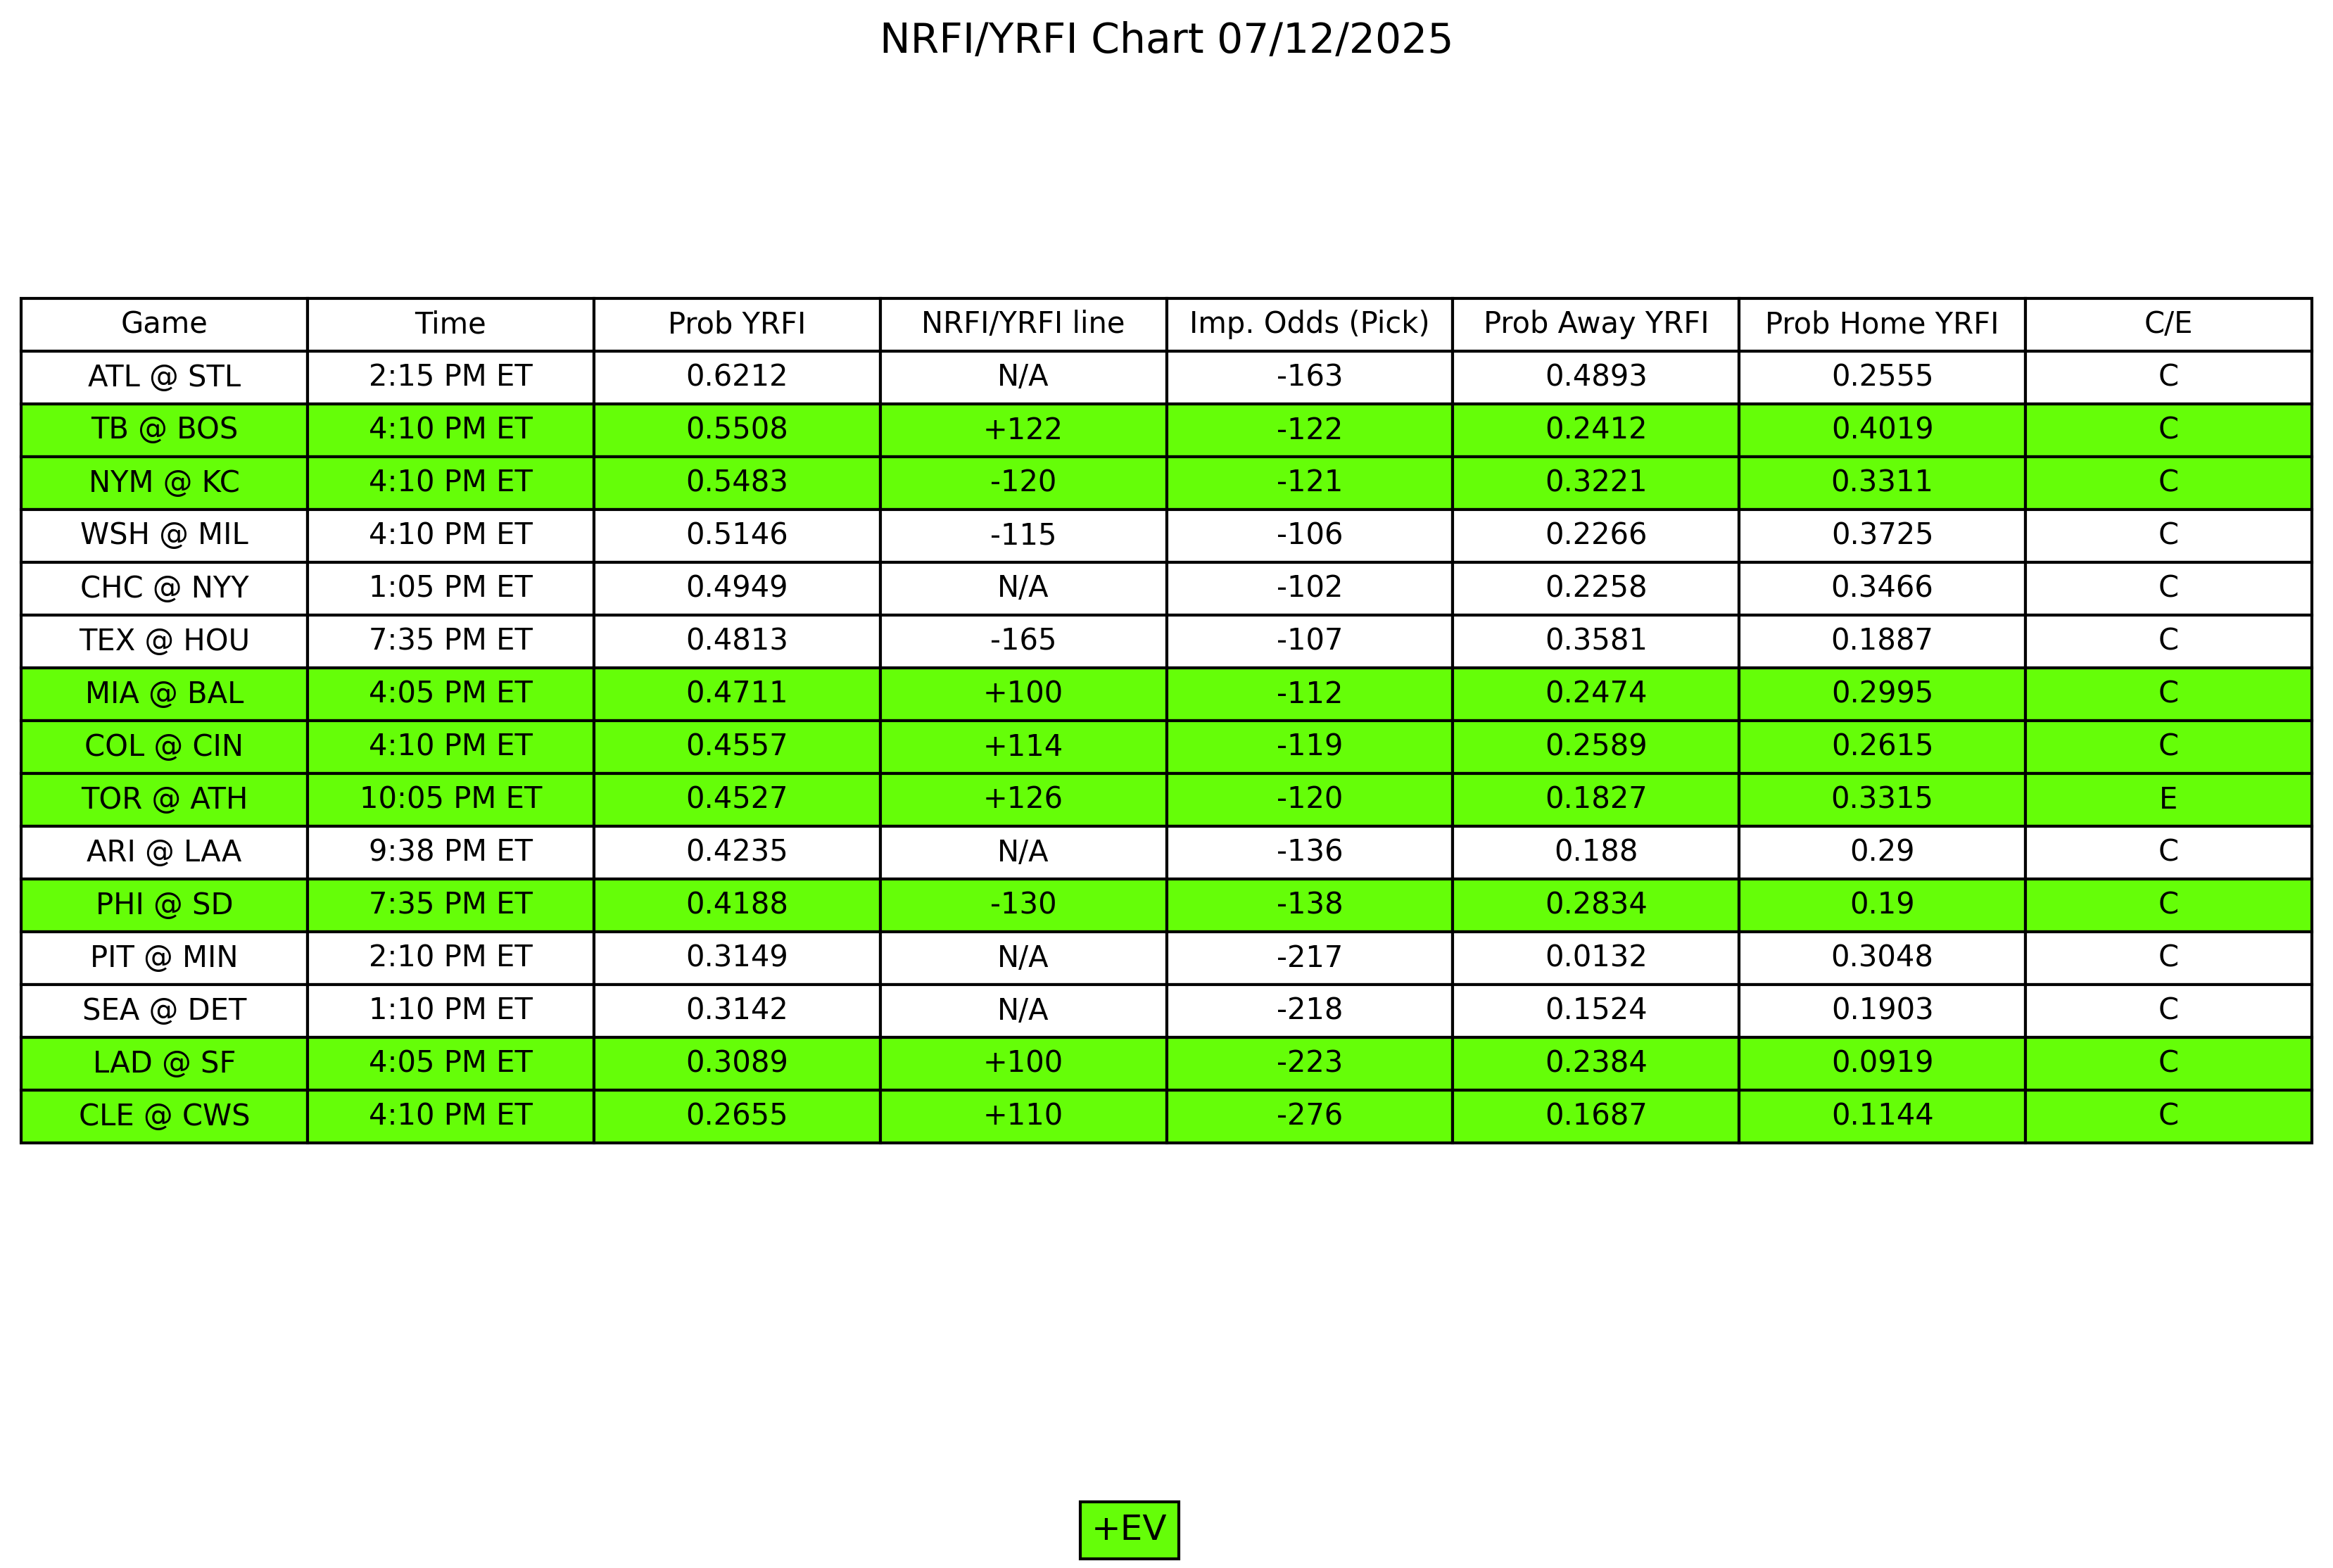 NRFI/YRFI Chart 07/12/2025
Game Time Prob YRFI NRFI/YRFI line Imp. Odds (Pick) Prob Away YRFI Prob Home YRFI C/E
ATL @ STL 2:15 PM ET 0.6212 N/A -163 0.4893 0.2555 C
TB @ BOS 4:10 PM ET 0.5508 +122 -122 0.2412 0.4019 C
NYM @ KC 4:10 PM ET 0.5483 -120 -121 0.3221 0.3311 C
WSH @ MIL 4:10 PM ET 0.5146 -115 -106 0.2266 0.3725 C
CHC @ NYY 1:05 PM ET 0.4949 N/A -102 0.2258 0.3466 C
TEX @ HOU 7:35 PM ET 0.4813 -165 -107 0.3581 0.1887 C
MIA @ BAL 4:05 PM ET 0.4711 +100 -112 0.2474 0.2995 C
COL @ CIN 4:10 PM ET 0.4557 +114 -119 0.2589 0.2615 C
TOR @ ATH 10:05 PM ET 0.4527 +126 -120 0.1827 0.3315 E
ARI @ LAA 9:38 PM ET 0.4235 N/A -136 0.188 0.29 C
PHI @ SD 7:35 PM ET 0.4188 -130 -138 0.2834 0.19 C
PIT @ MIN 2:10 PM ET 0.3149 N/A -217 0.0132 0.3048 C
SEA @ DET 1:10 PM ET 0.3142 N/A -218 0.1524 0.1903 C
LAD @ SF 4:05 PM ET 0.3089 +100 -223 0.2384 0.0919 C
CLE @ CWS 4:10 PM ET 0.2655 +110 -276 0.1687 0.1144 C
+EV